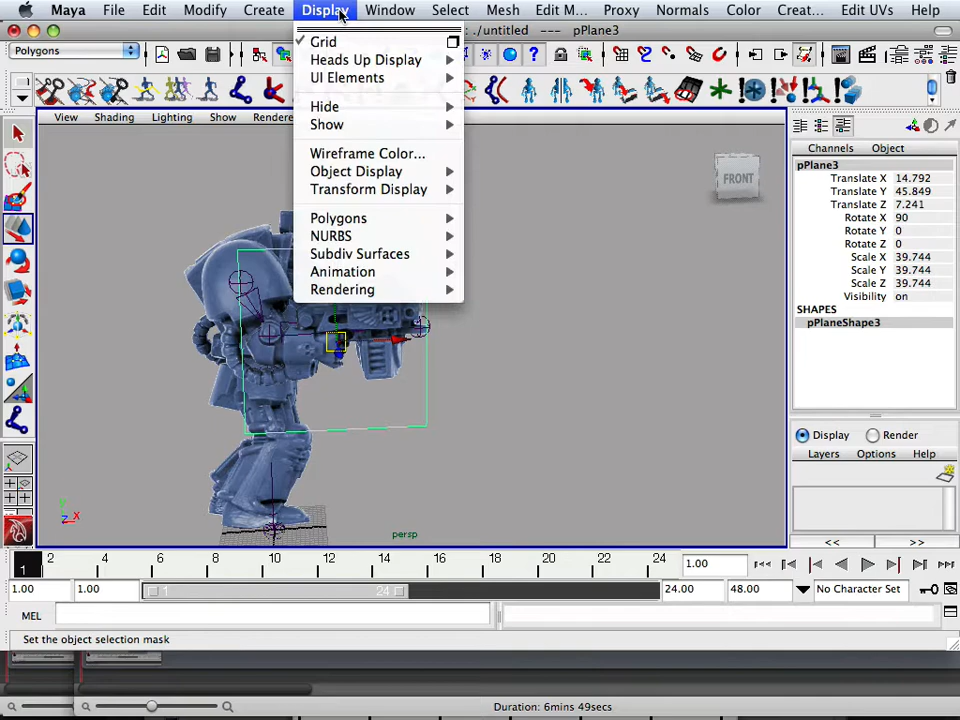 Maya File Edit Modify Create Display Window Select Mesh Edit M... Proxy Normals Color Creat... Edit UVs Help
./untitled --- pPlane3
Polygons
View Shading Lighting Show Rendere
Grid
Heads Up Display
UI Elements
Hide
Show
Wireframe Color...
Object Display
Transform Display
Polygons
NURBS
Subdiv Surfaces
Animation
Rendering
FRONT
Y
Z X
persp
Channels Object
pPlane3
Translate X 14.792
Translate Y 45.849
Translate Z 7.241
Rotate X 90
Rotate Y 0
Rotate Z 0
Scale X 39.744
Scale Y 39.744
Scale Z 39.744
Visibility on
SHAPES
pPlaneShape3
Display Render
Layers Options Help
<< >>
1 2 4 6 8 10 12 14 16 18 20 22 24
1.00
1.00 1.00 1 24 24.00 48.00 No Character Set
MEL
Set the object selection mask
Duration: 6mins 49secs